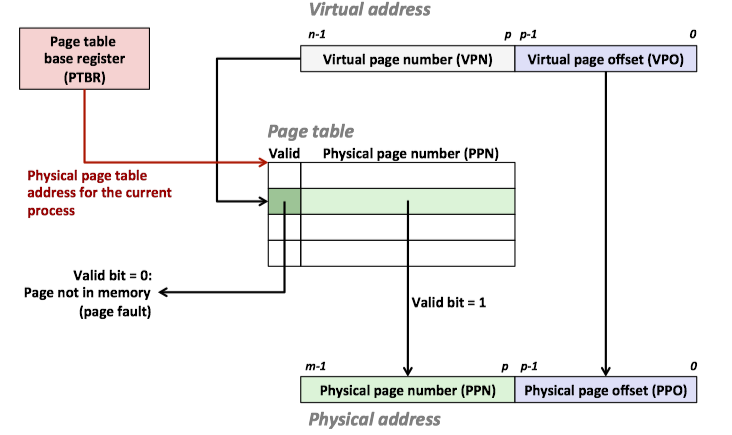 Virtual address
Page table
base register
(PTBR)
n-1
p
p-1
0
Virtual page number (VPN)
Virtual page offset (VPO)
Page table
Valid
Physical page number (PPN)
Physical page table
address for the current
process
Valid bit = 0:
Page not in memory
(page fault)
Valid bit = 1
m-1
p
p-1
0
Physical page number (PPN)
Physical page offset (PPO)
Physical address